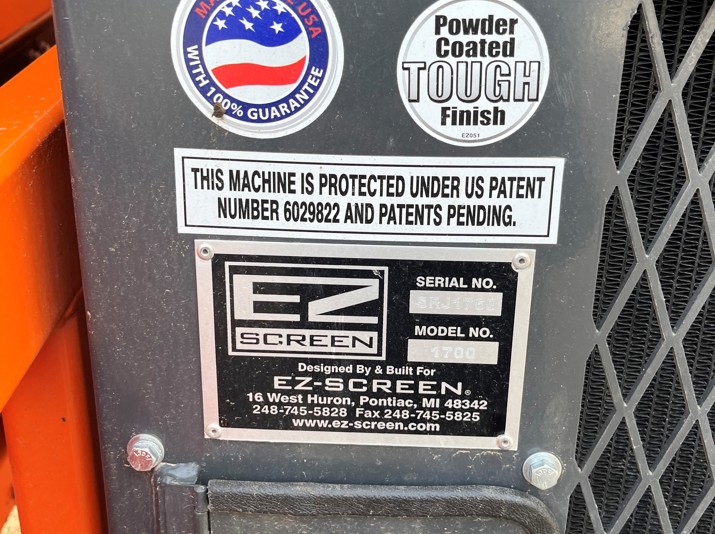 MADE IN USA
WITH 100% GUARANTEE
Powder
Coated
TOUGH
Finish
EZ051
THIS MACHINE IS PROTECTED UNDER US PATENT
NUMBER 6029822 AND PATENTS PENDING.
EZ
SCREEN
SERIAL NO.
MODEL NO.
1700
Designed By & Built For
EZ-SCREEN®
16 West Huron, Pontiac, MI 48342
248-745-5828 Fax 248-745-5825
www.ez-screen.com